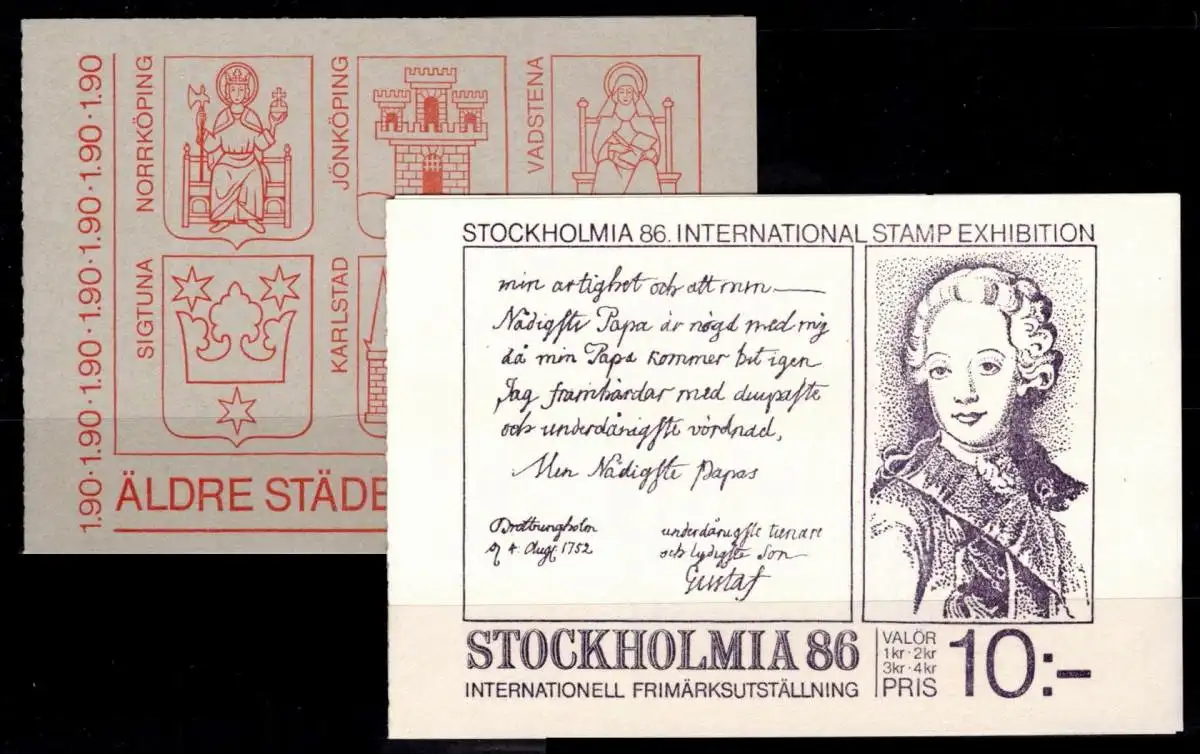 1.90·1.90·1.90·1.90·1.90·1.90
NORRKÖPING
JÖNKÖPING
VADSTENA
SIGTUNA
KARLSTAD
ÄLDRE STÄDE
STOCKHOLMIA 86. INTERNATIONAL STAMP EXHIBITION
min artighet och att min
Nådigste Papa är nögd med mig
då min Papa kommer hit igen
Jag framhärdar med diupaste
och underdånigste vördnad,
Min Nådigste Papas
Drottningholm
d 4. Aug 1752
underdånigste tienare
och lydigste Son
Gustaf
STOCKHOLMIA 86
INTERNATIONELL FRIMÄRKSUTSTÄLLNING
VALÖR
1kr·2kr
3kr·4kr
PRIS
10:-